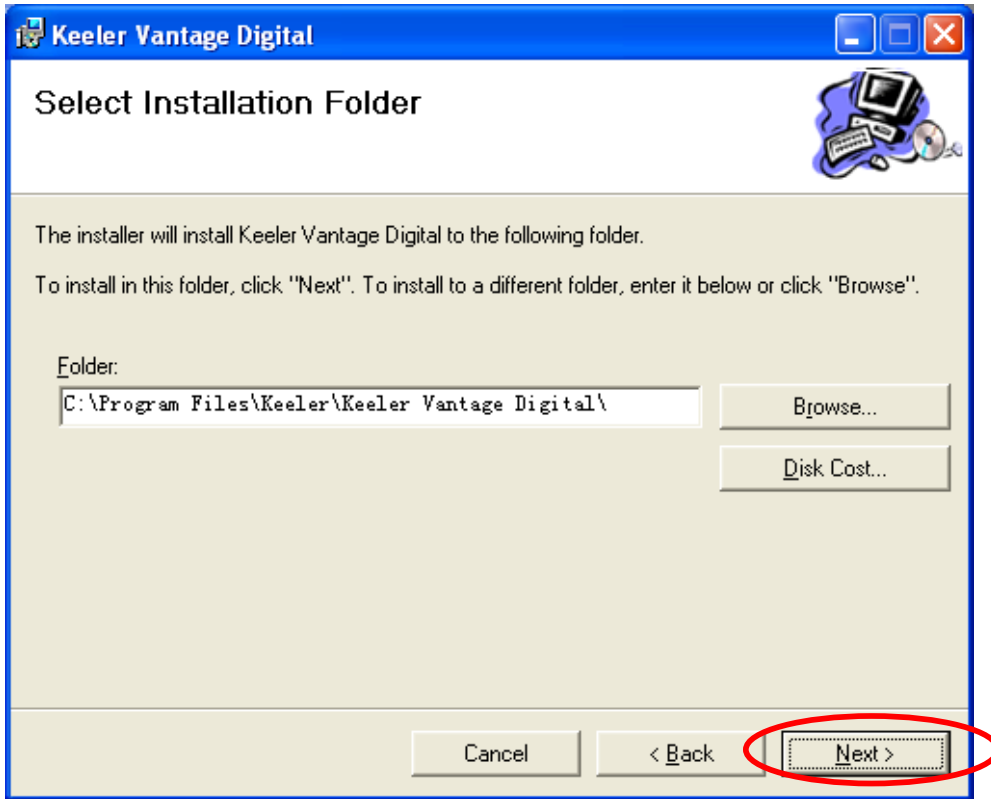 Keeler Vantage Digital
Select Installation Folder
The installer will install Keeler Vantage Digital to the following folder.
To install in this folder, click "Next". To install to a different folder, enter it below or click "Browse".
Folder:
C:\Program Files\Keeler\Keeler Vantage Digital\
Browse...
Disk Cost...
Cancel
< Back
Next >